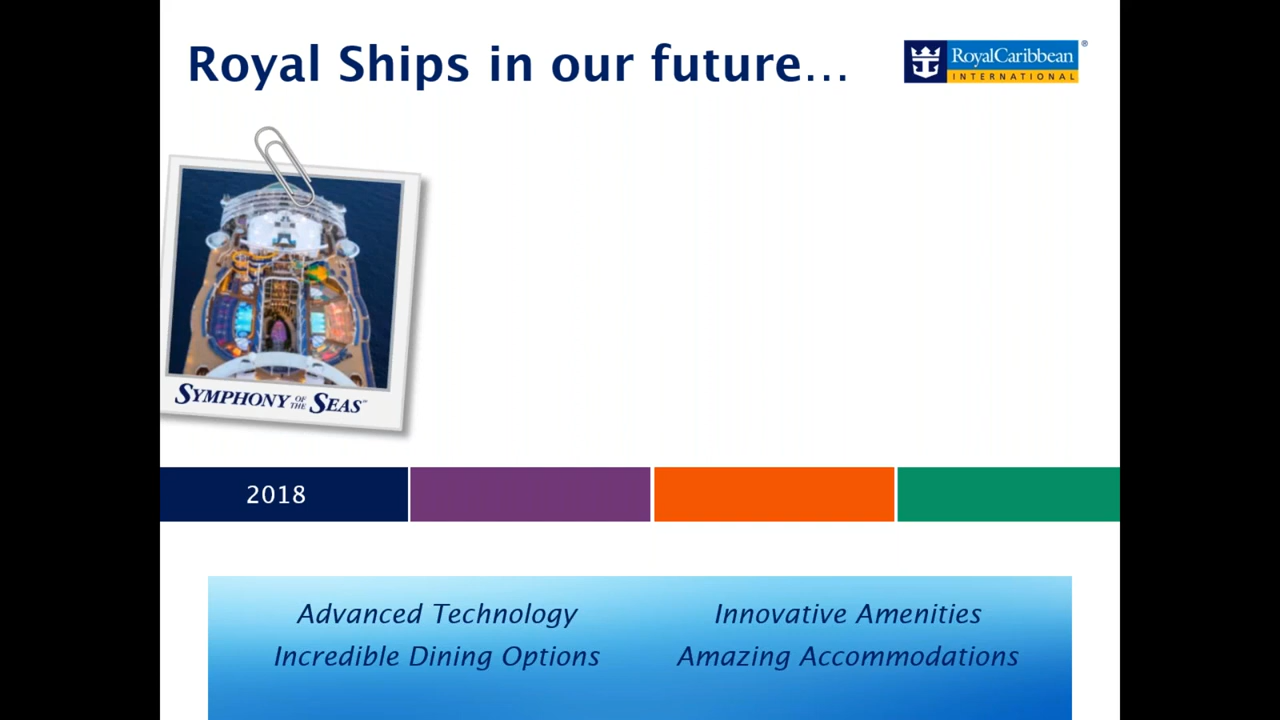 Royal Ships in our future...
RoyalCaribbean®
INTERNATIONAL
SYMPHONY OF THE SEAS℠
2018
Advanced Technology
Innovative Amenities
Incredible Dining Options
Amazing Accommodations